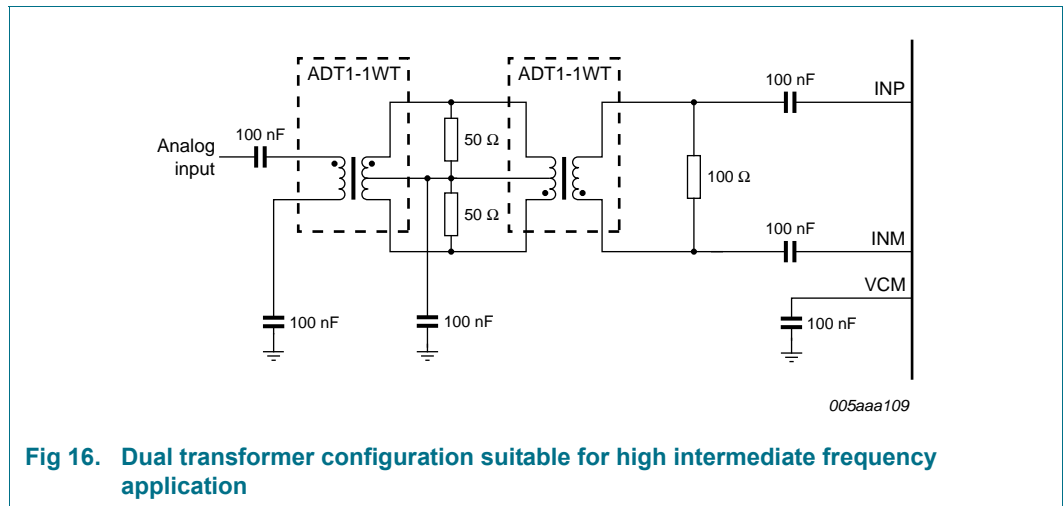 ADT1-1WT
ADT1-1WT
100 nF
INP
Analog
input
100 nF
50 Ω
100 Ω
50 Ω
100 nF
INM
VCM
100 nF
100 nF
100 nF
005aaa109
Fig 16. Dual transformer configuration suitable for high intermediate frequency
application